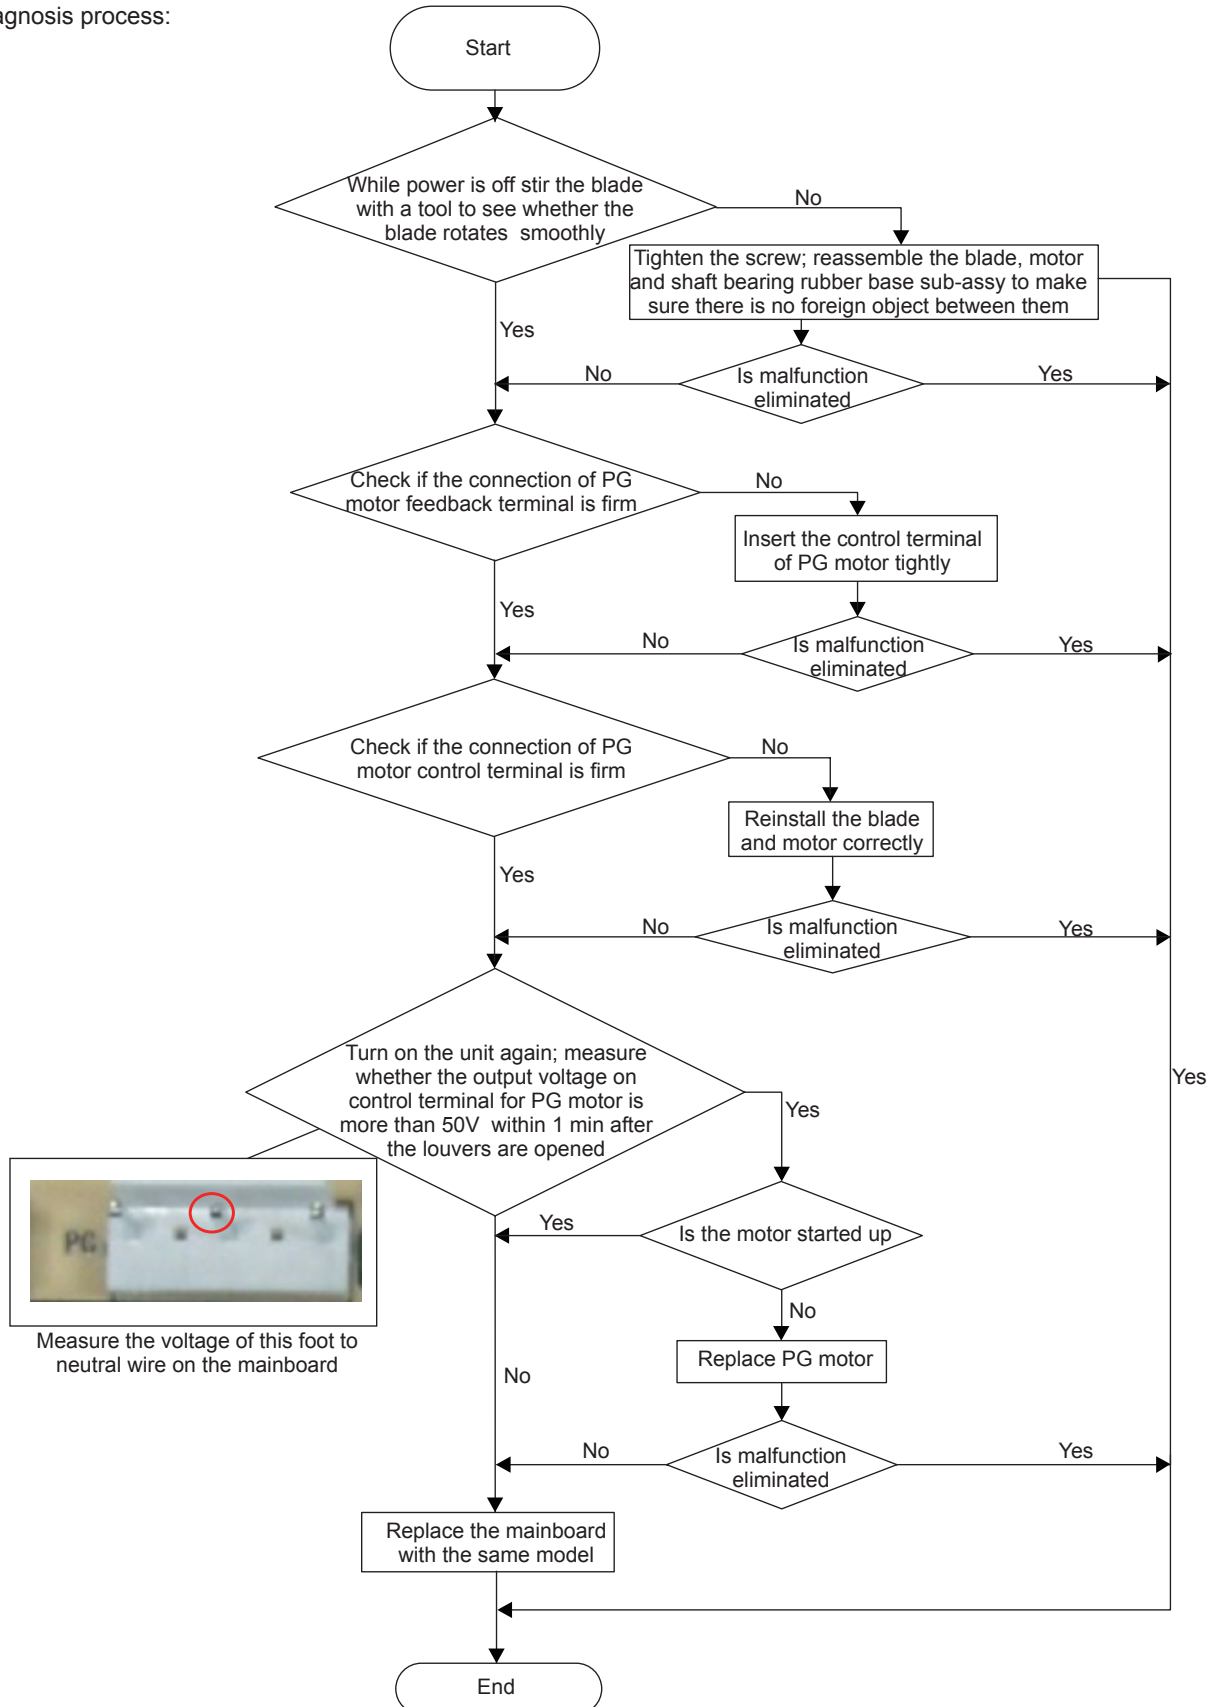 agnosis process:
Start
While power is off stir the blade
with a tool to see whether the
blade rotates smoothly
No
Tighten the screw; reassemble the blade, motor
and shaft bearing rubber base sub-assy to make
sure there is no foreign object between them
Yes
No
Is malfunction
eliminated
Yes
Check if the connection of PG
motor feedback terminal is firm
No
Insert the control terminal
of PG motor tightly
Yes
No
Is malfunction
eliminated
Yes
Check if the connection of PG
motor control terminal is firm
No
Reinstall the blade
and motor correctly
Yes
No
Is malfunction
eliminated
Yes
Turn on the unit again; measure
whether the output voltage on
control terminal for PG motor is
more than 50V within 1 min after
the louvers are opened
Yes
Yes
PG
Measure the voltage of this foot to
neutral wire on the mainboard
Yes
Is the motor started up
No
Replace PG motor
No
No
Is malfunction
eliminated
Yes
Replace the mainboard
with the same model
End